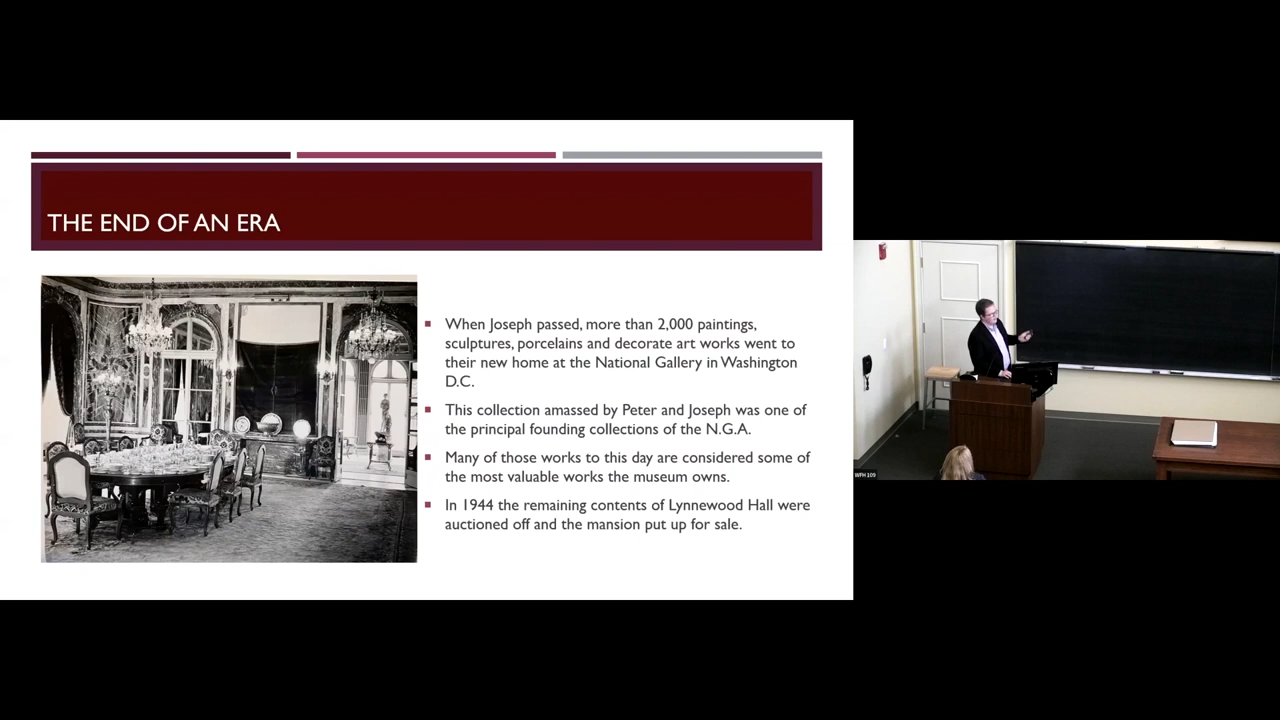 THE END OF AN ERA
When Joseph passed, more than 2,000 paintings,
sculptures, porcelains and decorate art works went to
their new home at the National Gallery in Washington
D.C.
This collection amassed by Peter and Joseph was one of
the principal founding collections of the N.G.A.
Many of those works to this day are considered some of
the most valuable works the museum owns.
In 1944 the remaining contents of Lynnewood Hall were
auctioned off and the mansion put up for sale.
WFH 109